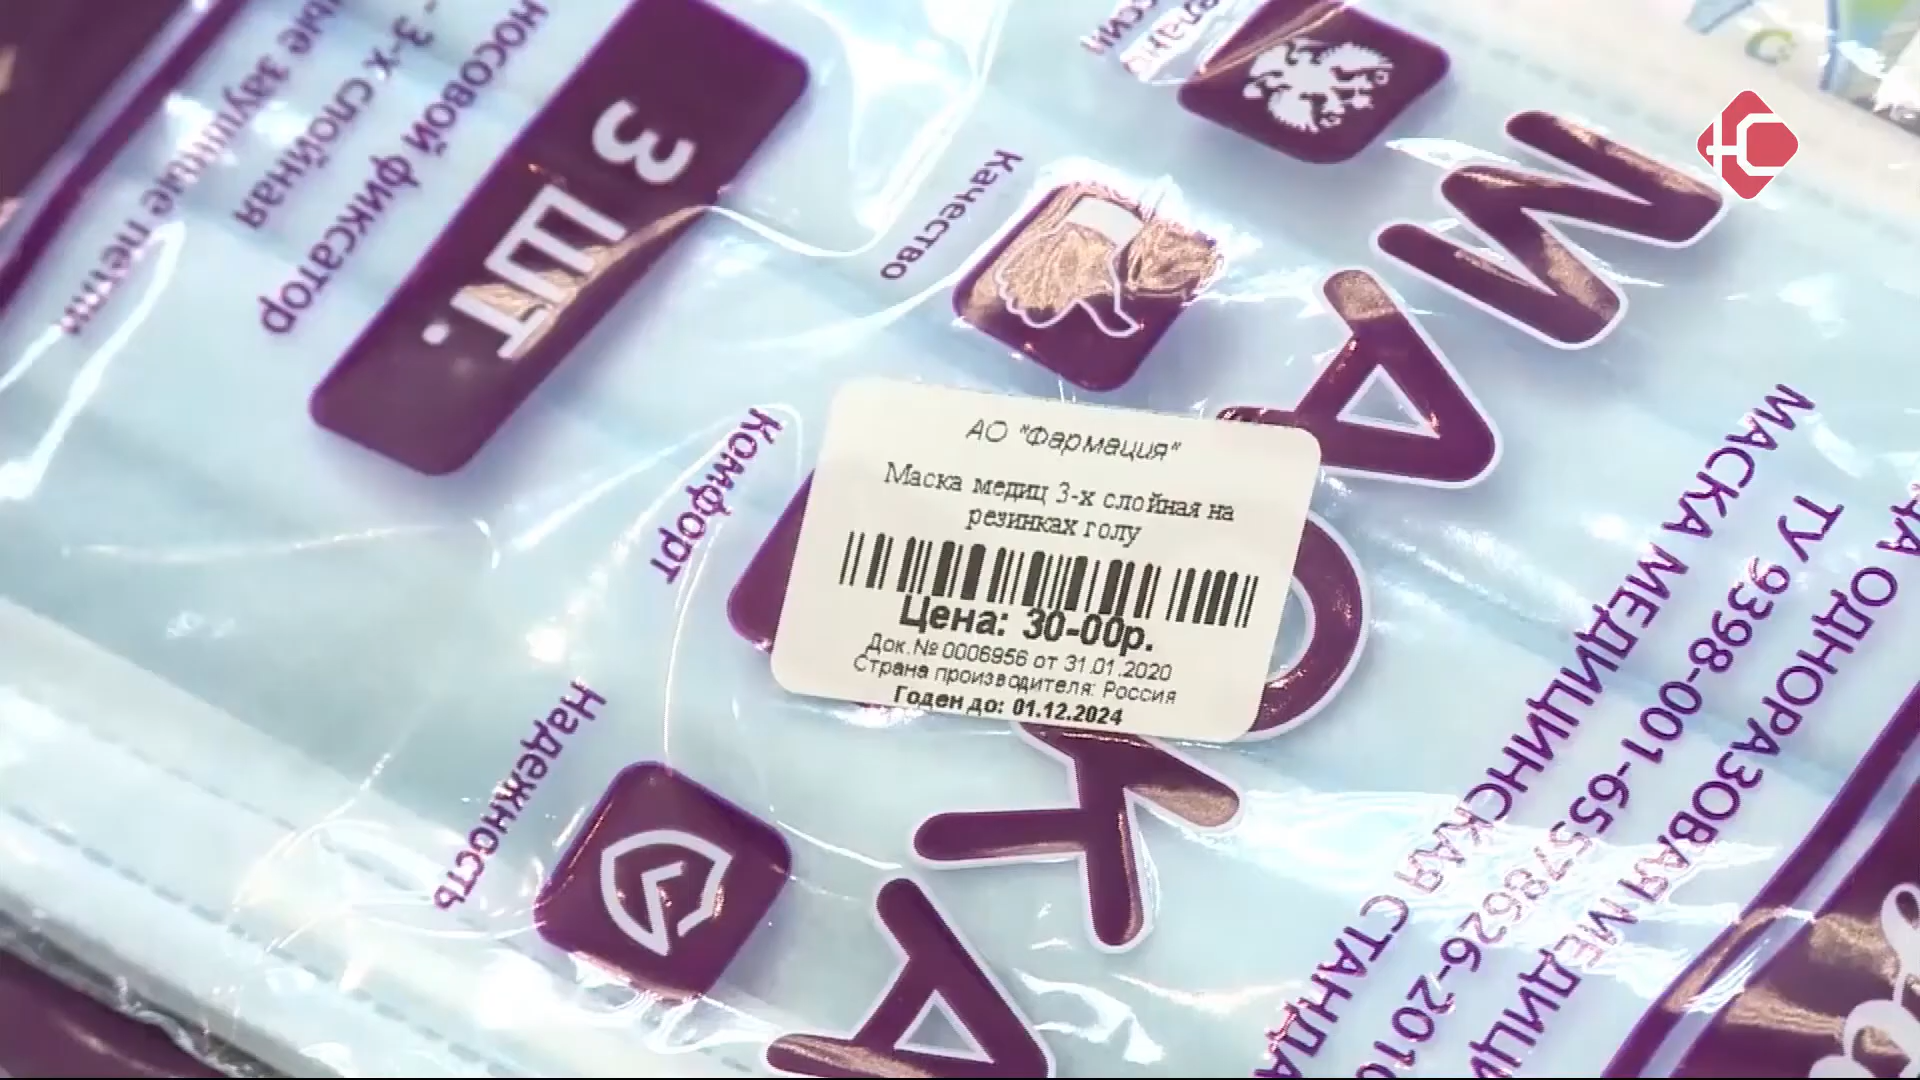 носовой фиксатор
3-х слойная
заушные петли
3 ШТ.
Качество
Комфорт
Надежность
МАСКА
АО "Фармация"
Маска медиц 3-х слойная на
резинках голу
Цена: 30-00р.
Док.№ 0006956 от 31.01.2020
Страна производителя: Россия
Годен до: 01.12.2024
МАСКА МЕДИЦИНСКАЯ СТАНДА
ТУ 9398-001-65578626-2010
ОДНОРАЗОВАЯ МЕДИЦИ